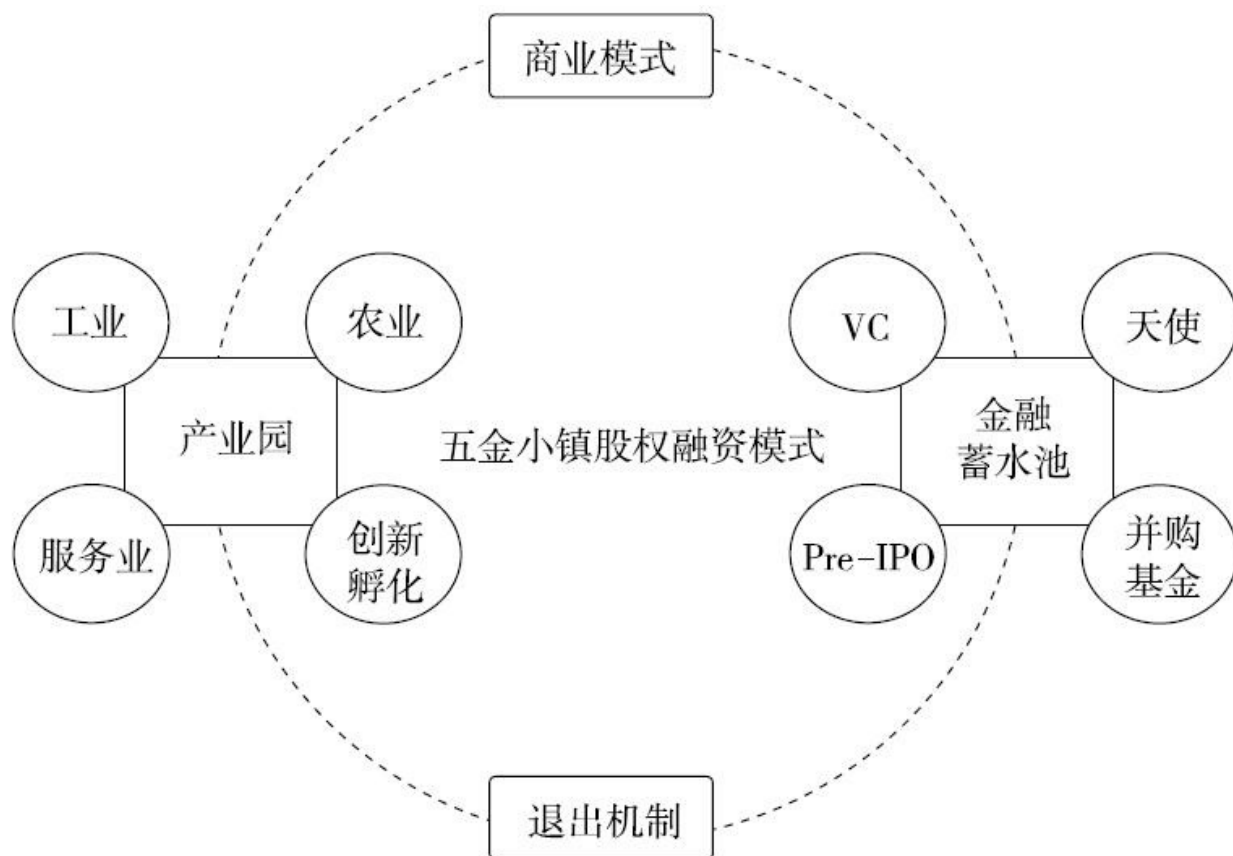 商业模式
工业
农业
产业园
服务业
创新
孵化
五金小镇股权融资模式
VC
天使
金融
蓄水池
Pre-IPO
并购
基金
退出机制